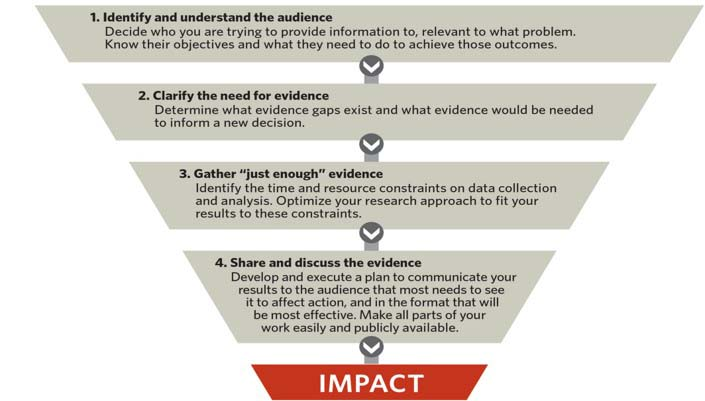 1. Identify and understand the audience
Decide who you are trying to provide information to, relevant to what problem.
Know their objectives and what they need to do to achieve those outcomes.
2. Clarify the need for evidence
Determine what evidence gaps exist and what evidence would be needed
to inform a new decision.
3. Gather “just enough” evidence
Identify the time and resource constraints on data collection
and analysis. Optimize your research approach to fit your
results to these constraints.
4. Share and discuss the evidence
Develop and execute a plan to communicate your
results to the audience that most needs to see
it to affect action, and in the format that will
be most effective. Make all parts of your
work easily and publicly available.
IMPACT